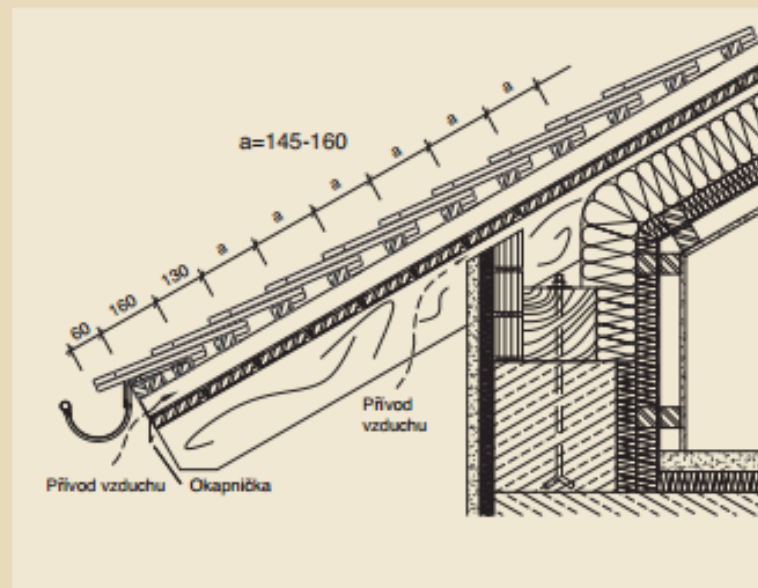 a=145-160
60
160
130
a
a
a
a
a
a
Přívod
vzduchu
Přívod vzduchu
Okapnička